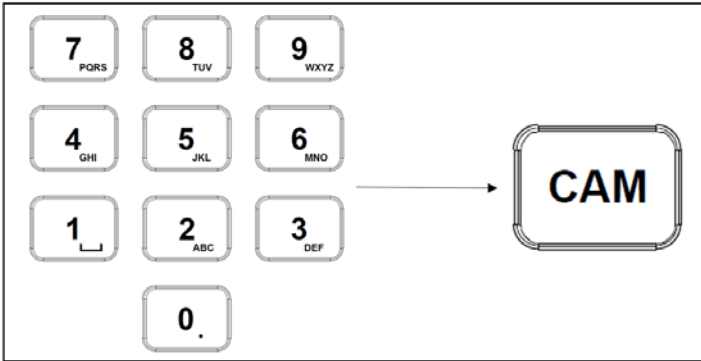 7 PQRS 8 TUV 9 WXYZ
4 GHI 5 JKL 6 MNO
CAM
1 2 ABC 3 DEF
0 .